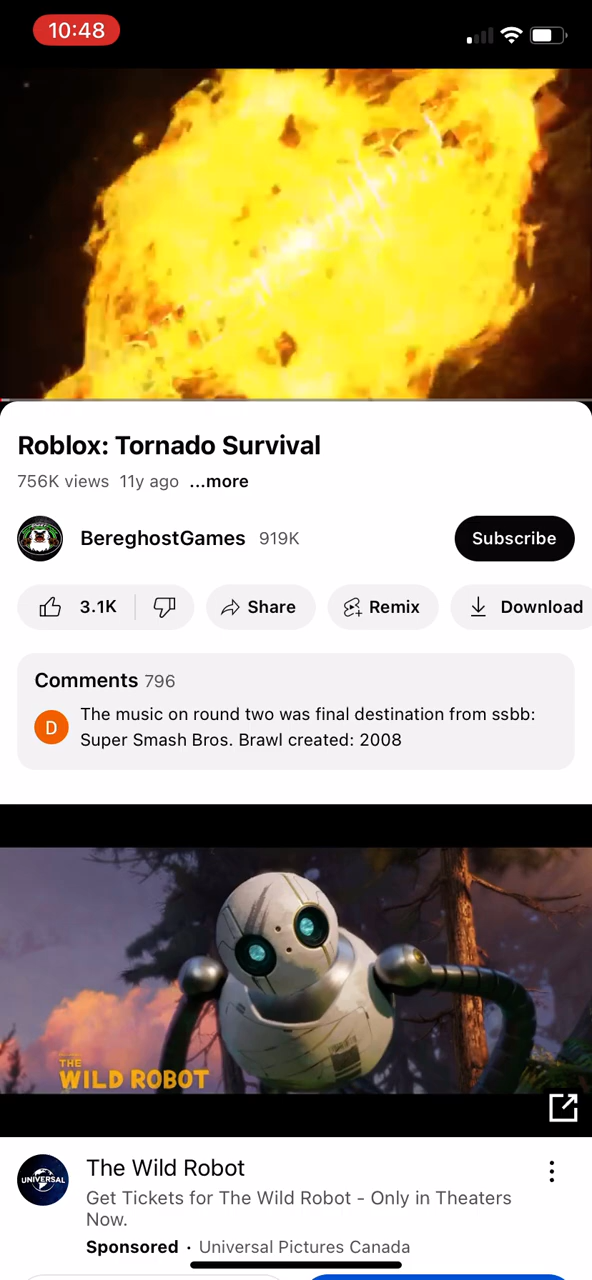 10:48
Roblox: Tornado Survival
756K views 11y ago ...more
BereghostGames 919K
Subscribe
3.1K
Share
Remix
Download
Comments 796
D
The music on round two was final destination from ssbb:
Super Smash Bros. Brawl created: 2008
THE
WILD ROBOT
UNIVERSAL
The Wild Robot
Get Tickets for The Wild Robot - Only in Theaters
Now.
Sponsored · Universal Pictures Canada